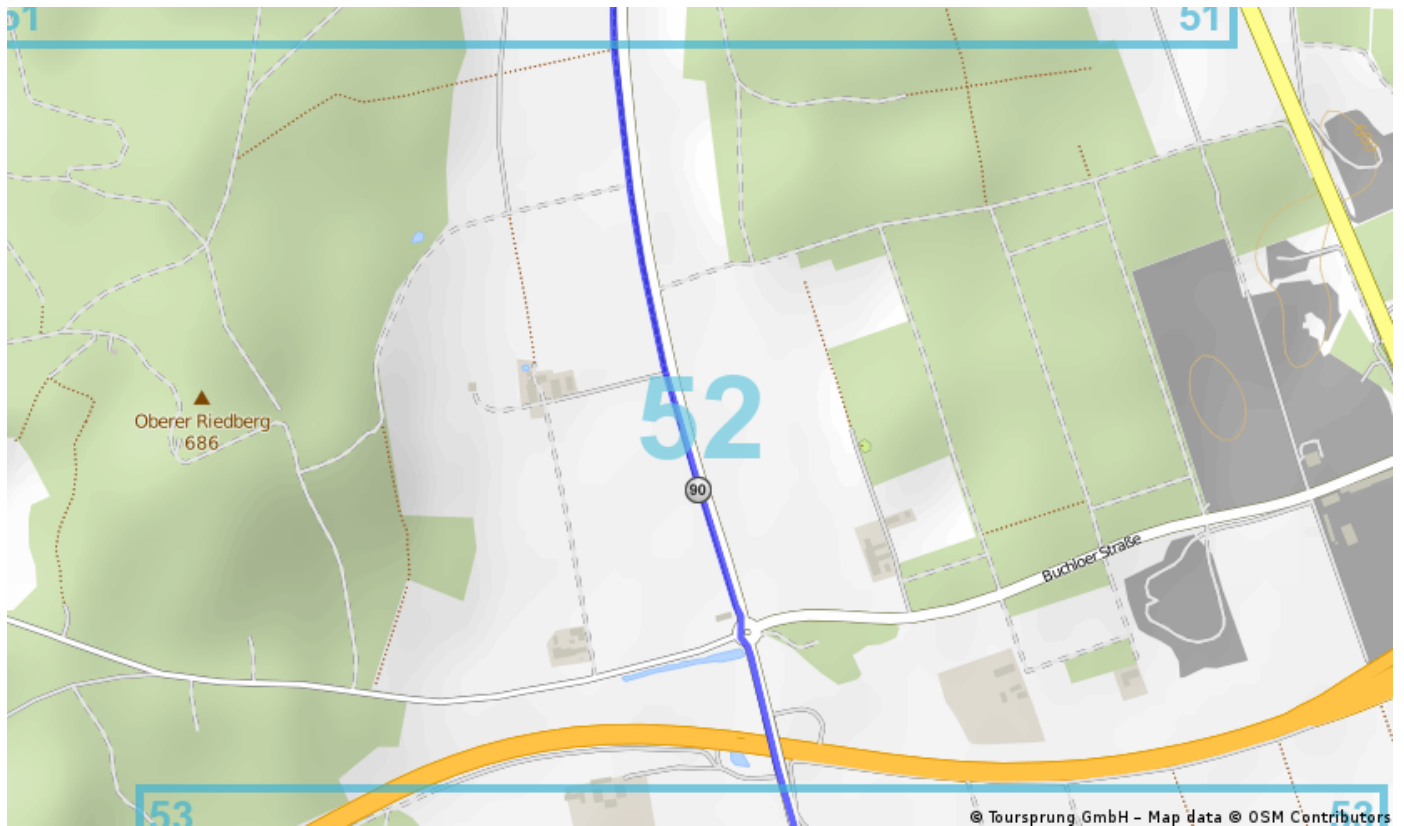 51
51
52
Oberer Riedberg
686
90
Buchloer Straße
53
53
© Toursprung GmbH – Map data © OSM Contributors